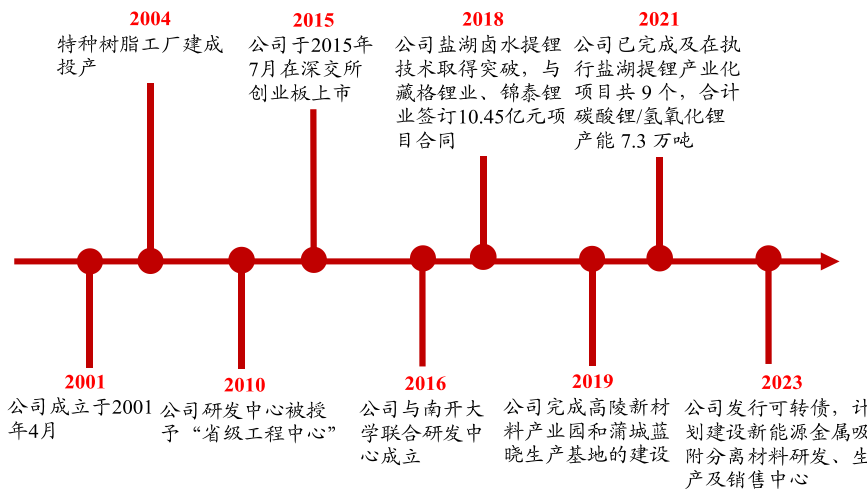 2004
特种树脂工厂建成
投产
2015
公司于2015年
7月在深交所
创业板上市
2018
公司盐湖卤水提锂
技术取得突破，与
藏格锂业、锦泰锂
业签订10.45亿元项
目合同
2021
公司已完成及在执
行盐湖提锂产业化
项目共 9 个，合计
碳酸锂/氢氧化锂
产能 7.3 万吨
2001
公司成立于2001
年4月
2010
公司研发中心被授
予“省级工程中心”
2016
公司与南开大
学联合研发中
心成立
2019
公司完成高陵新材
料产业园和蒲城蓝
晓生产基地的建设
2023
公司发行可转债，计
划建设新能源金属吸
附分离材料研发、生
产及销售中心